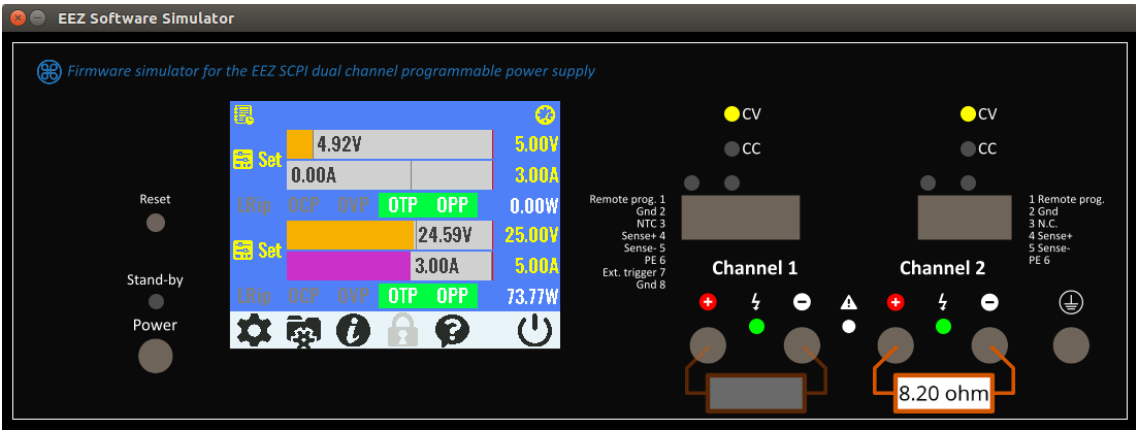 EEZ Software Simulator
Firmware simulator for the EEZ SCPI dual channel programmable power supply
4.92V 5.00V
Set
0.00A 3.00A
LRip OCP OVP OTP OPP 0.00W
24.59V 25.00V
Set
3.00A 5.00A
LRip OCP OVP OTP OPP 73.77W
Reset
Stand-by
Power
CV
CC
CV
CC
Remote prog. 1
Gnd 2
NTC 3
Sense+ 4
Sense- 5
PE 6
Ext. trigger 7
Gnd 8
1 Remote prog.
2 Gnd
3 N.C.
4 Sense+
5 Sense-
PE 6
Channel 1
Channel 2
8.20 ohm